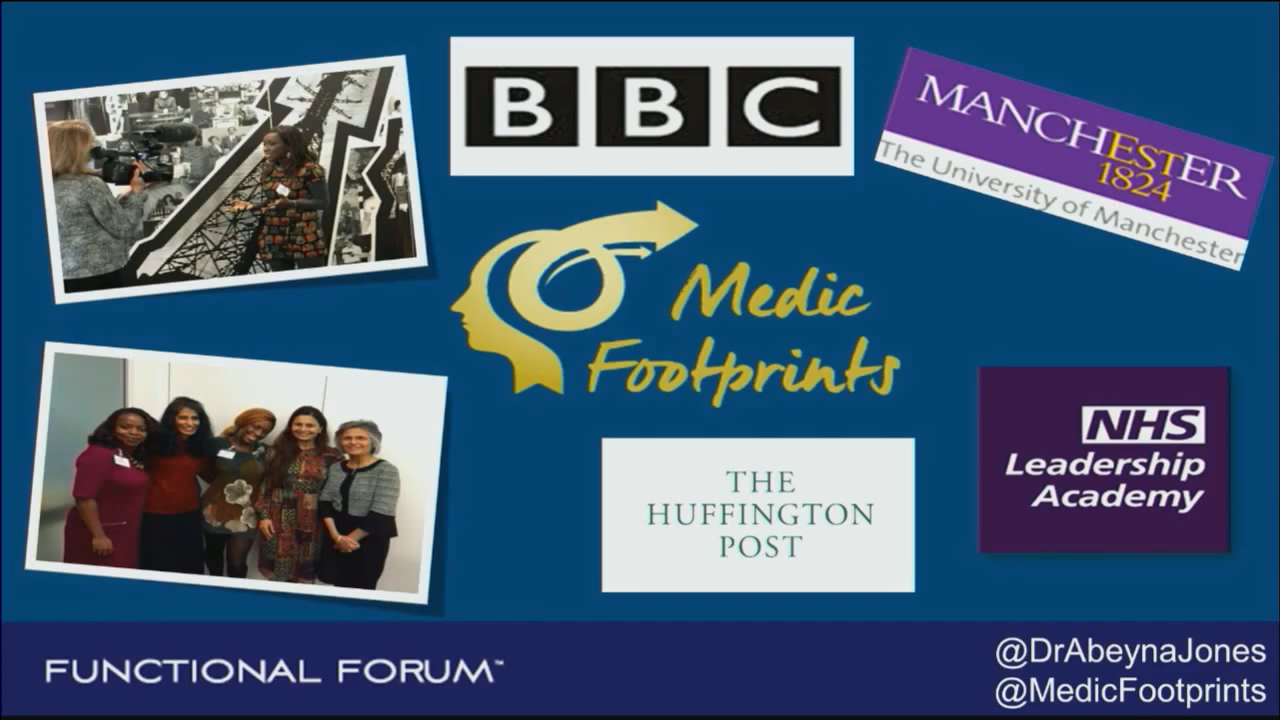 BBC
MANCHESTER
1824
The University of Manchester
Medic
Footprints
THE
HUFFINGTON
POST
NHS
Leadership
Academy
FUNCTIONAL FORUM™
@DrAbeynaJones
@MedicFootprints